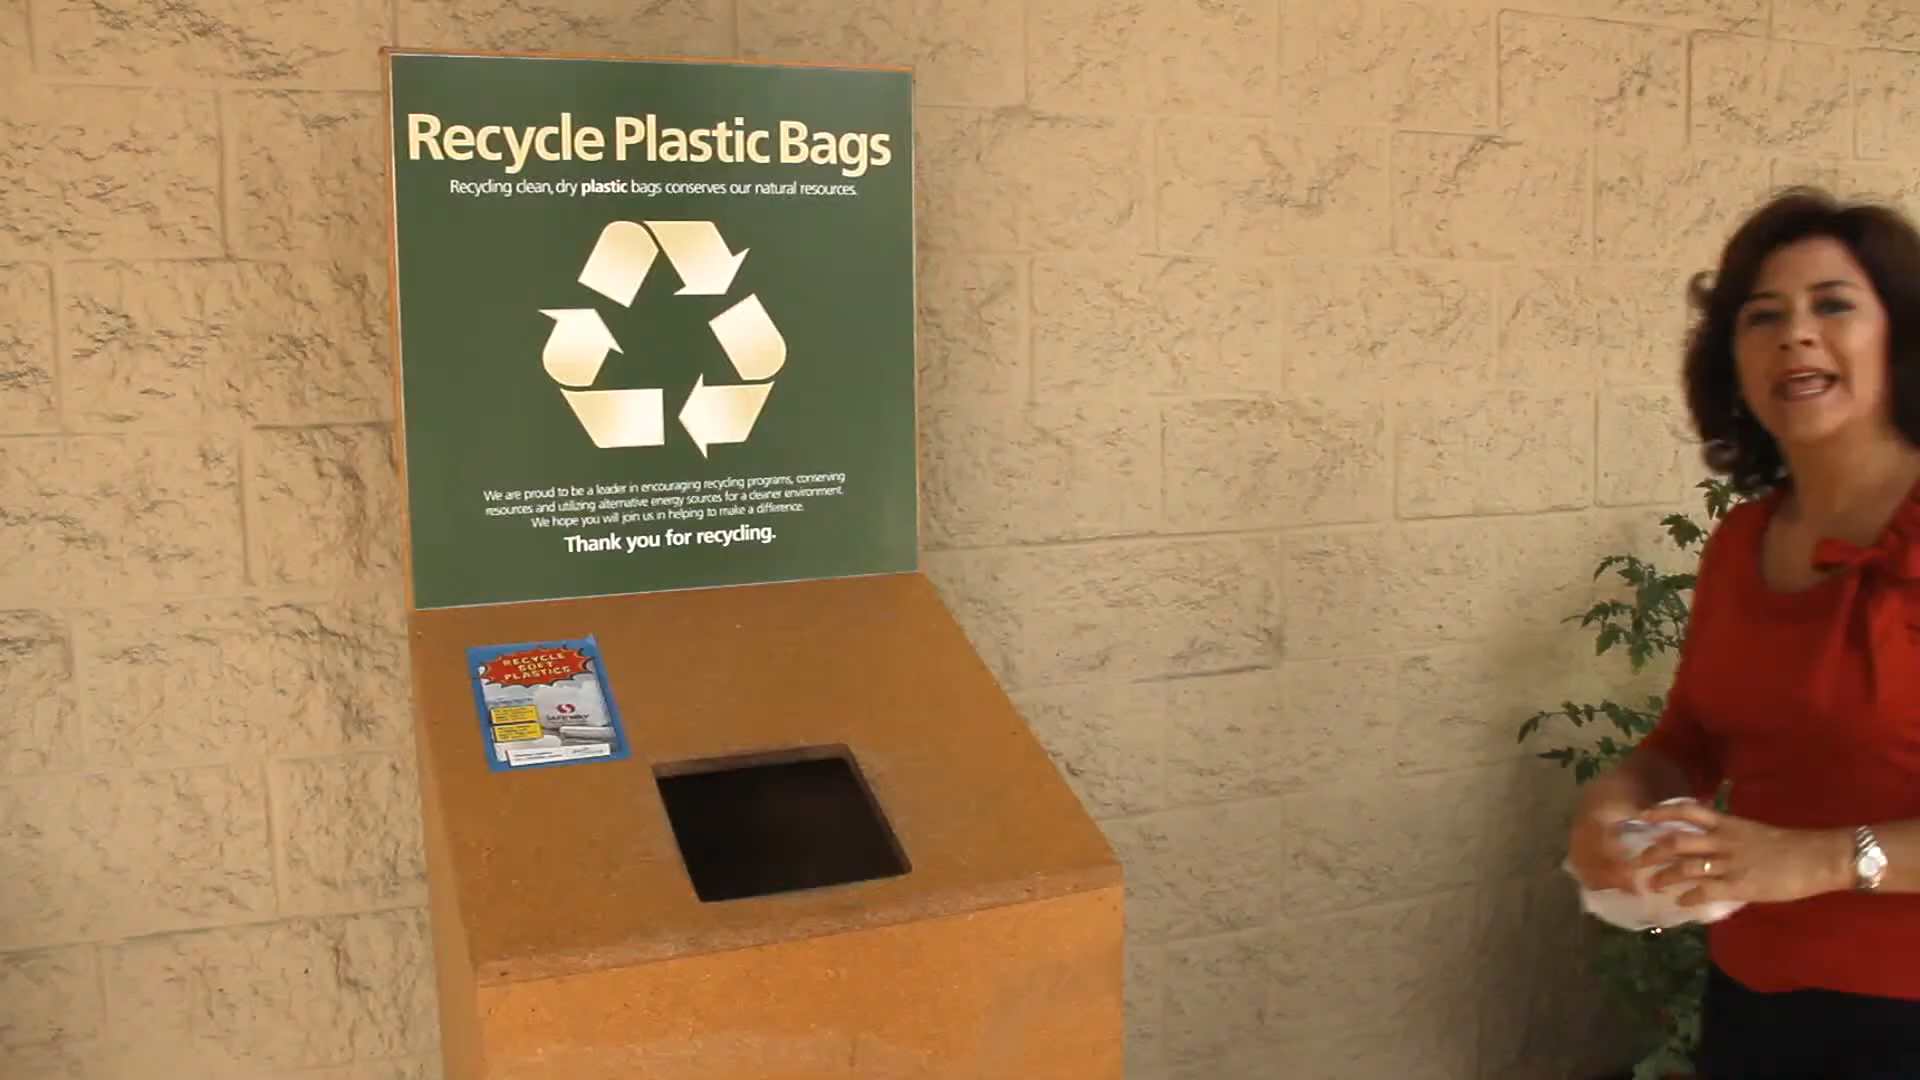 Recycle Plastic Bags
Recycling clean, dry plastic bags conserves our natural resources.
We are proud to be a leader in encouraging recycling programs, conserving
resources and utilizing alternative energy sources for a cleaner environment.
We hope you will join us in helping to make a difference.
Thank you for recycling.
RECYCLE
SOFT
PLASTICS
SAFEWAY